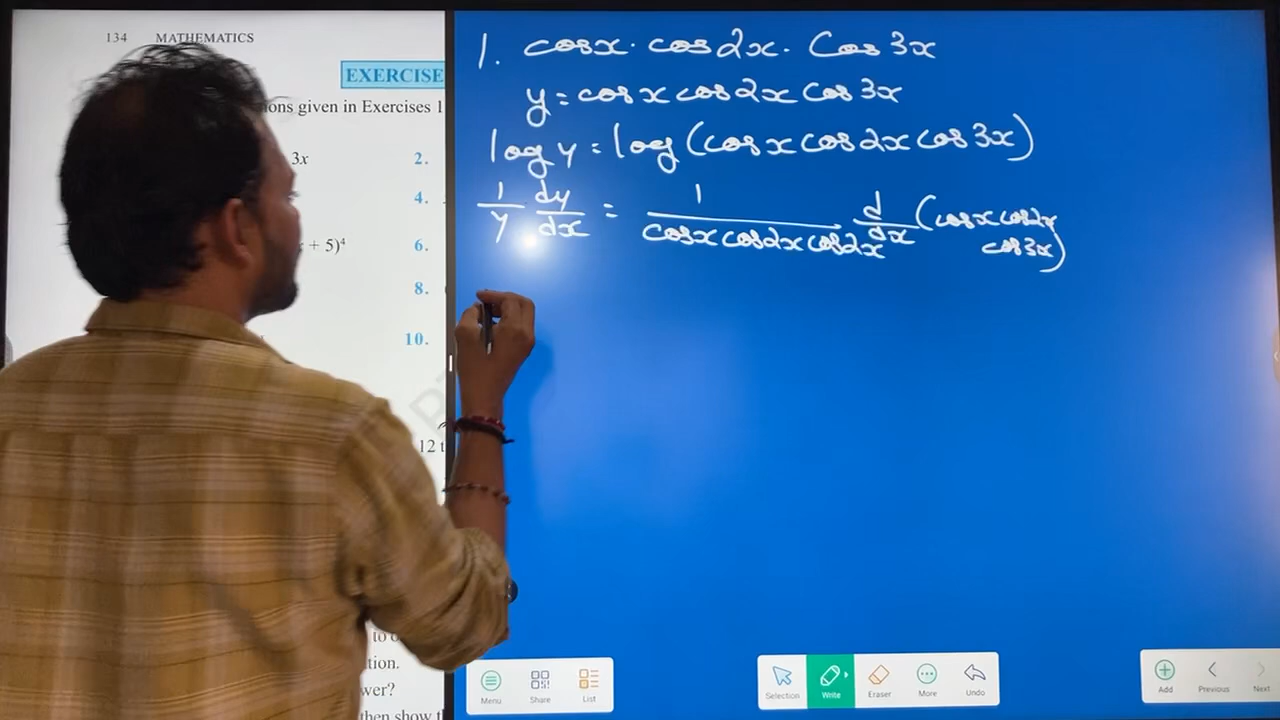 134 MATHEMATICS
EXERCISE
ons given in Exercises 1
3x 2.
4.
+ 5)⁴ 6.
8.
10.
12 t
tion.
wer?
then show t
1. cosx · cos2x · Cos3x
y = cosx cos2x cos3x
log y = log (cosx cos2x cos3x)
1/y dy/dx = 1/(cosx cos2x cos2x) d/dx (cosx cos2x
cos3x)
Menu Share List
Selection Write Eraser More Undo
Add Previous Next